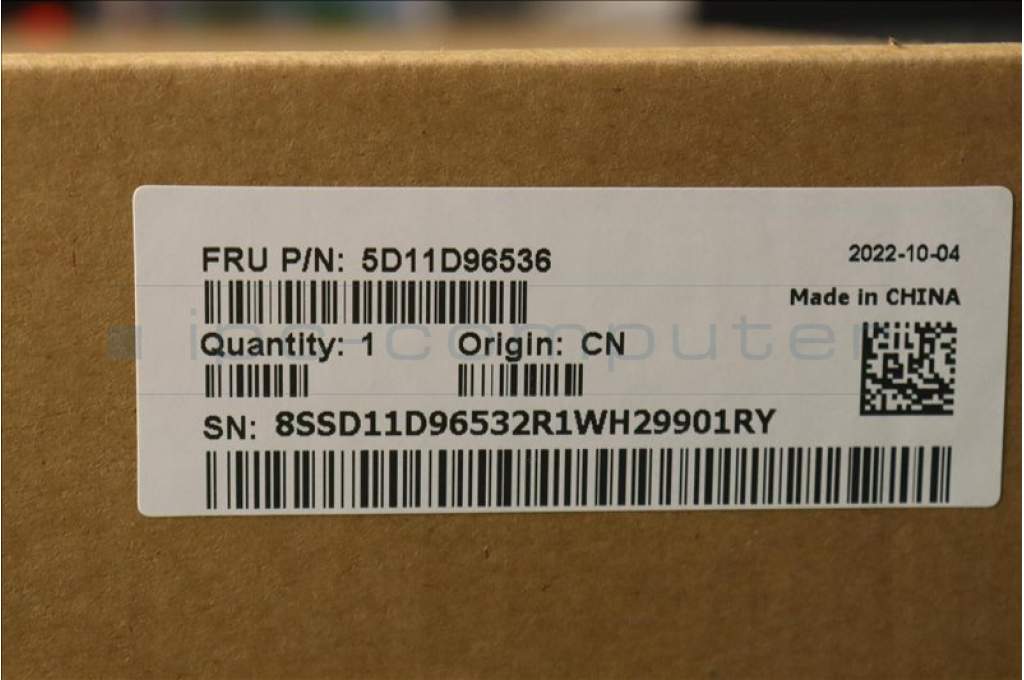 FRU P/N: 5D11D96536
2022-10-04
Made in CHINA
Quantity: 1
Origin: CN
SN: 8SSD11D96532R1WH29901RY